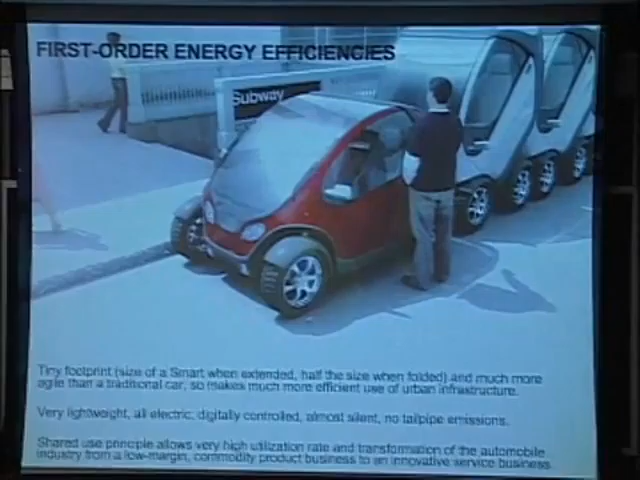 FIRST-ORDER ENERGY EFFICIENCIES
Subway
Tiny footprint (size of a Smart when extended, half the size when folded) and much more
agile than a traditional car, so makes much more efficient use of urban infrastructure.
Very lightweight, all electric, digitally controlled, almost silent, no tailpipe emissions.
Shared use principle allows very high utilization rate and transformation of the automobile
industry from a low-margin, commodity product business to an innovative service business